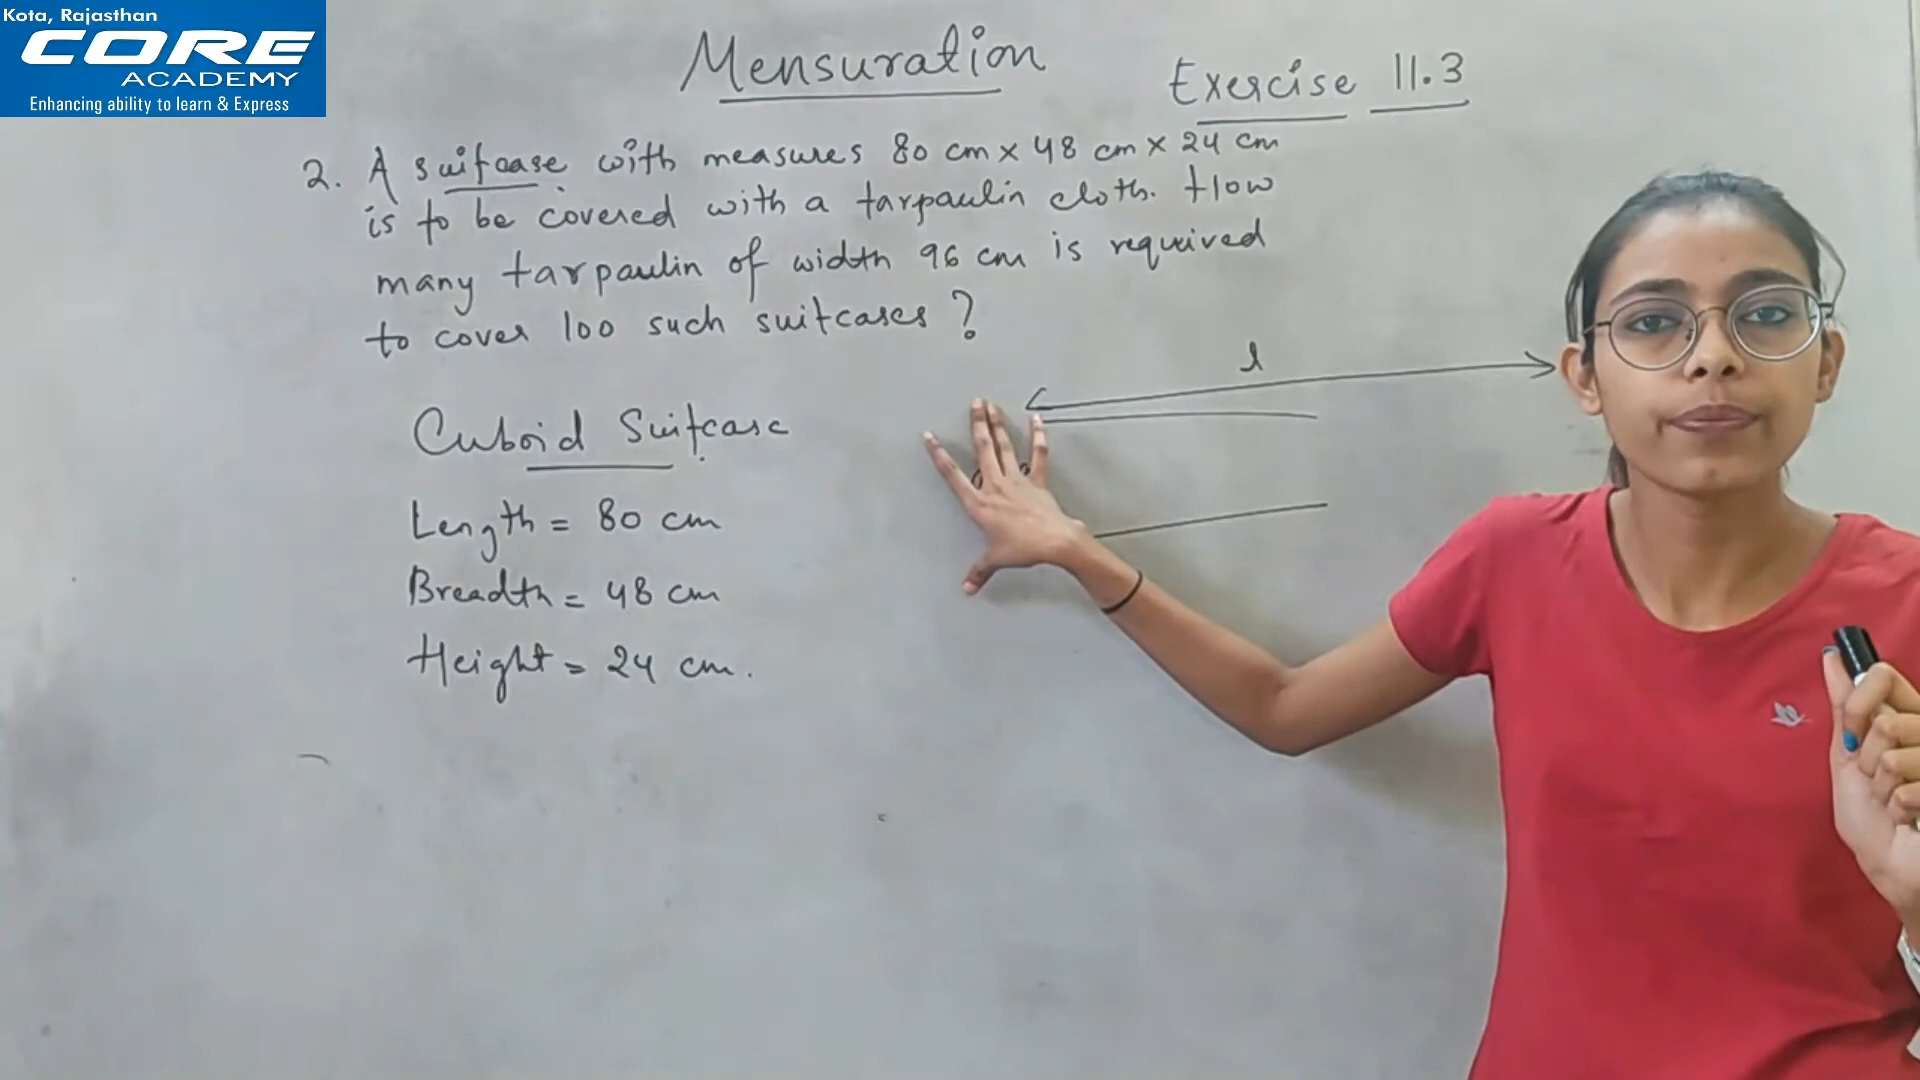 Kota, Rajasthan
CORE
ACADEMY
Enhancing ability to learn & Express
Mensuration
Exercise 11.3
2. A suitcase with measures 80 cm x 48 cm x 24 cm
is to be covered with a tarpaulin cloth. How
many tarpaulin of width 96 cm is required
to cover 100 such suitcases?
l
Cuboid Suitcase
Length = 80 cm
Breadth = 48 cm
Height = 24 cm.